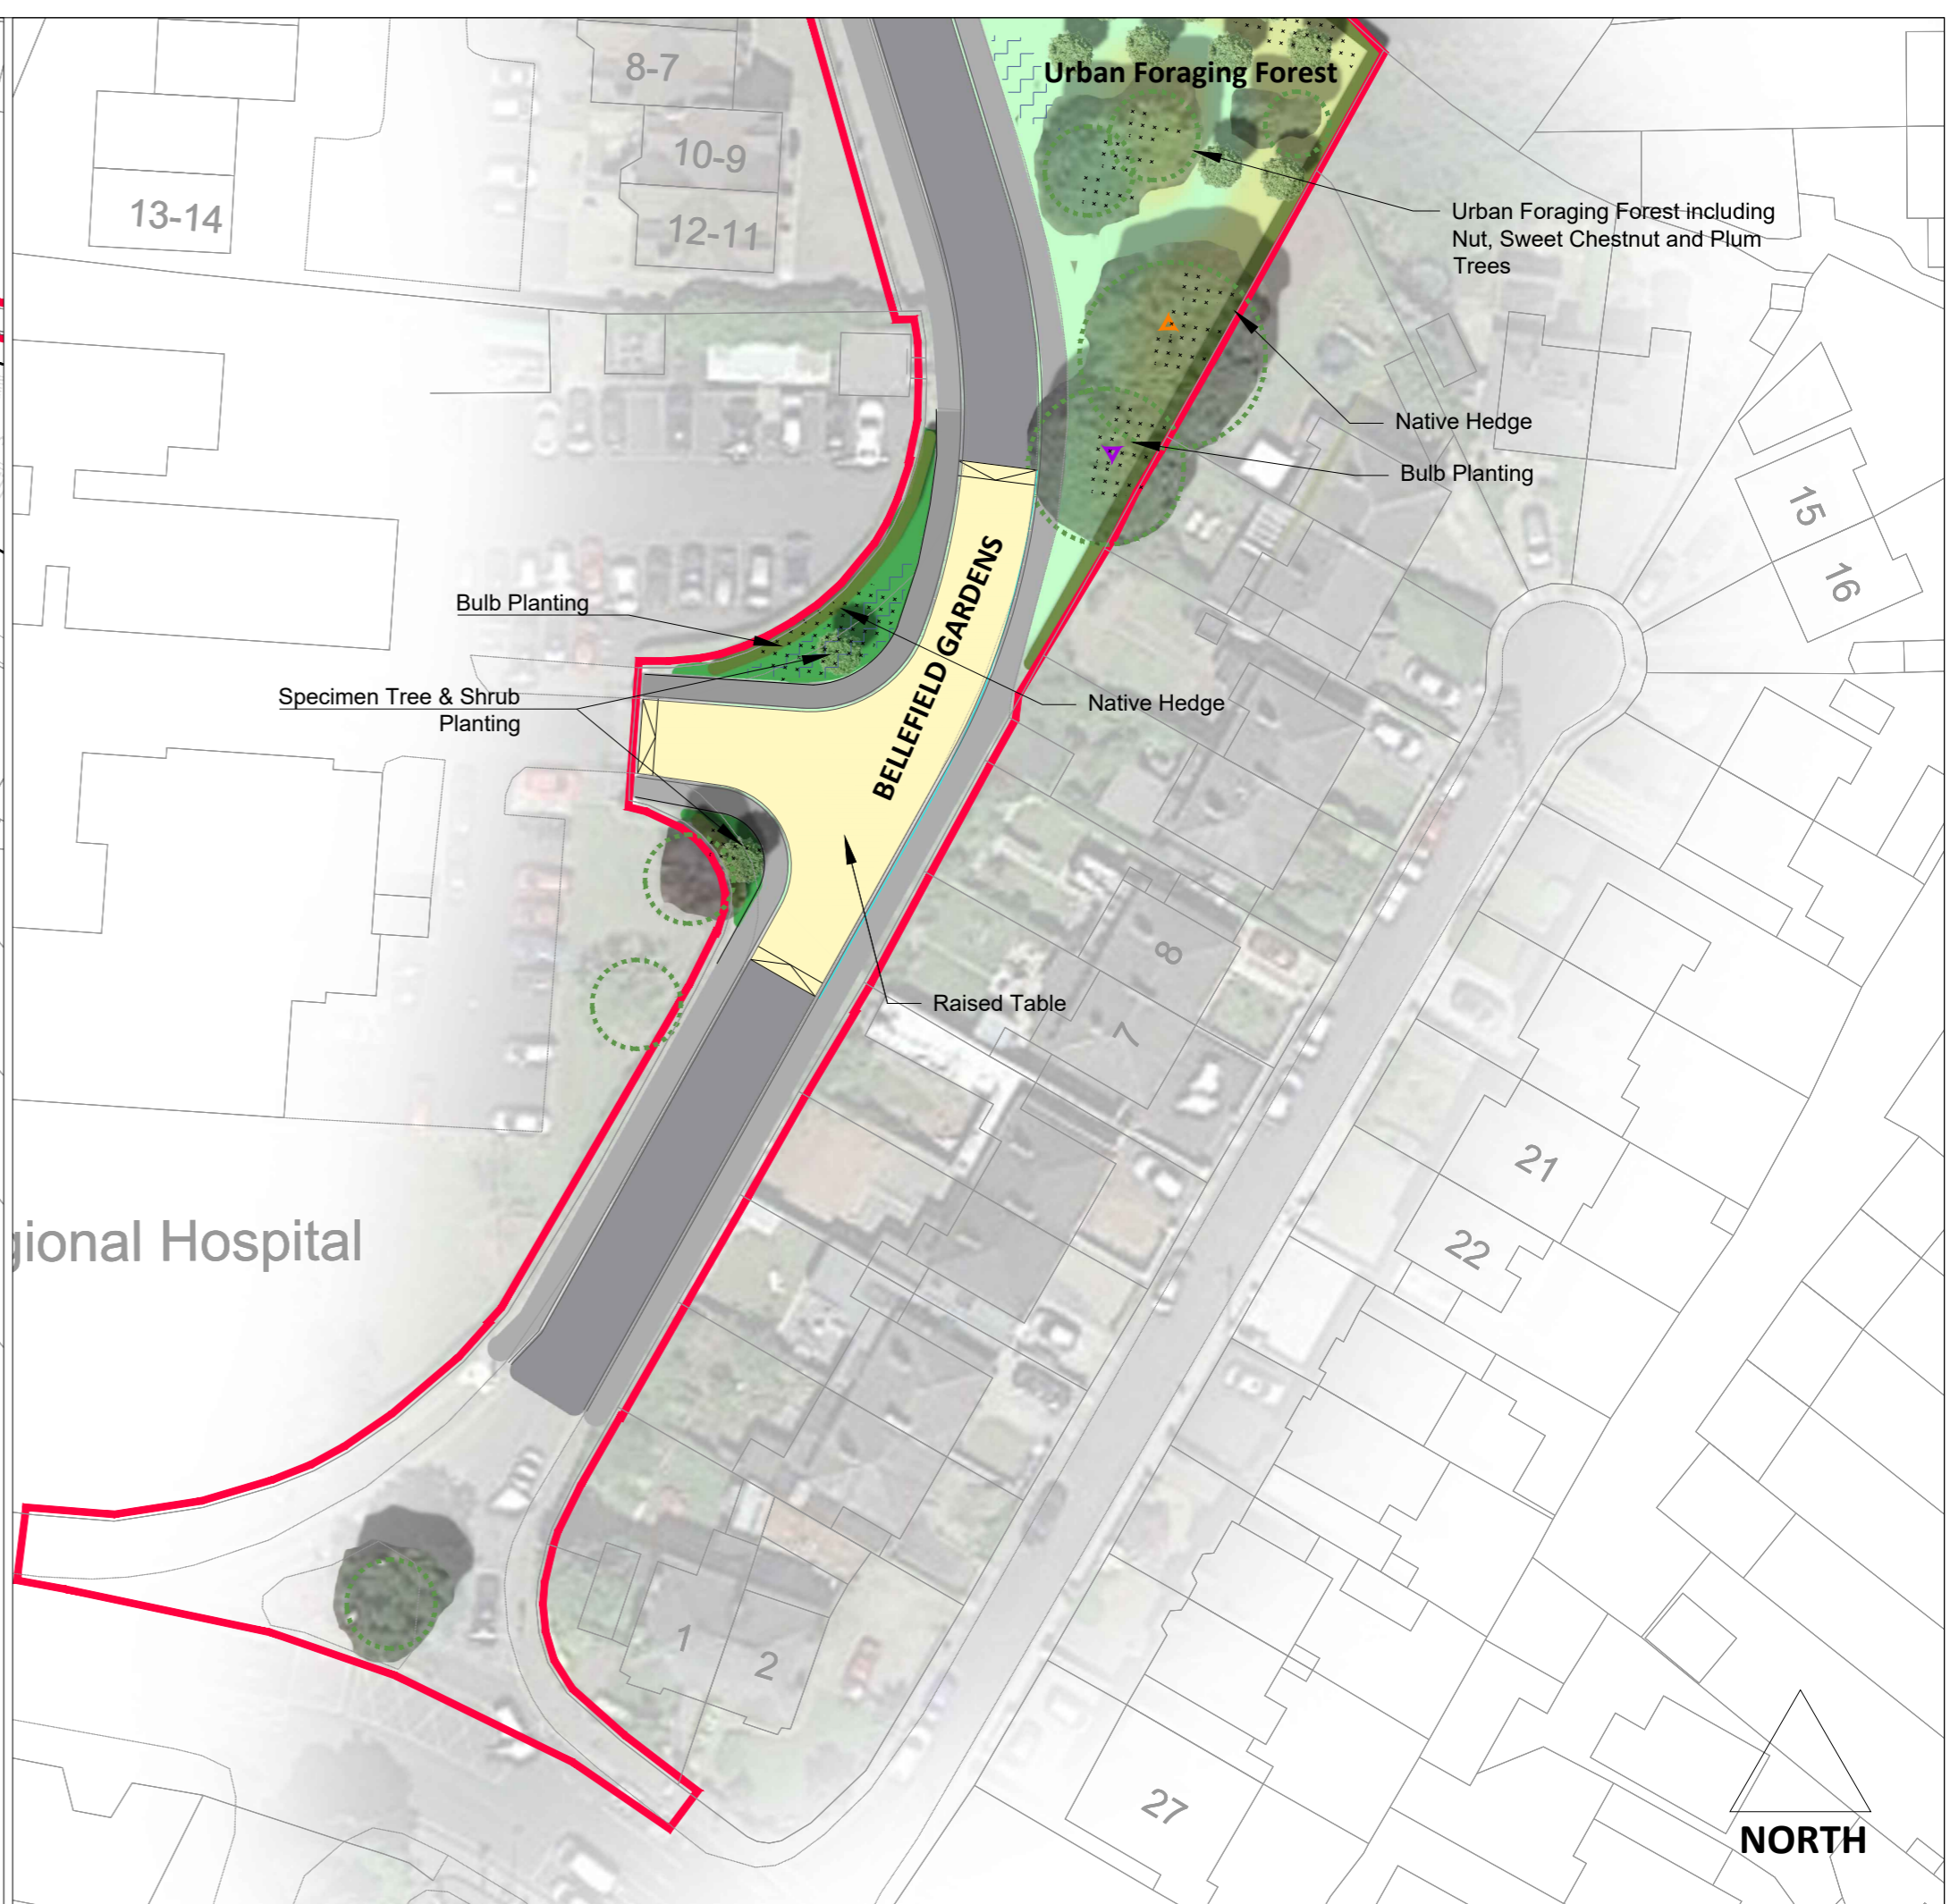 8-7
Urban Foraging Forest
10-9
13-14
12-11
Urban Foraging Forest including
Nut, Sweet Chestnut and Plum
Trees
Native Hedge
Bulb Planting
15
16
Bulb Planting
BELLEFIELD GARDENS
Specimen Tree & Shrub
Planting
Native Hedge
8
7
Raised Table
21
22
gional Hospital
1
2
27
NORTH